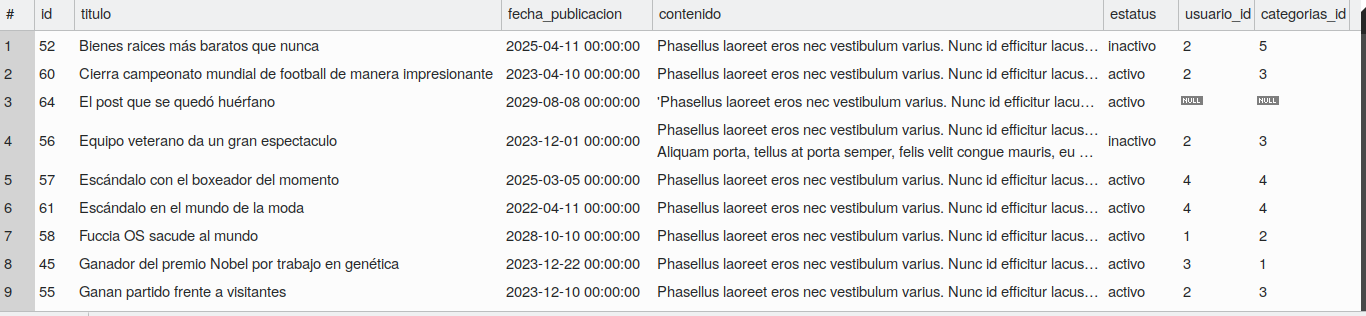 # id titulo fecha_publicacion contenido estatus usuario_id categorias_id
1 52 Bienes raices más baratos que nunca 2025-04-11 00:00:00 Phasellus laoreet eros nec vestibulum varius. Nunc id efficitur lacus… inactivo 2 5
2 60 Cierra campeonato mundial de football de manera impresionante 2023-04-10 00:00:00 Phasellus laoreet eros nec vestibulum varius. Nunc id efficitur lacus… activo 2 3
3 64 El post que se quedó huérfano 2029-08-08 00:00:00 'Phasellus laoreet eros nec vestibulum varius. Nunc id efficitur lacu… activo NULL NULL
4 56 Equipo veterano da un gran espectaculo 2023-12-01 00:00:00 Phasellus laoreet eros nec vestibulum varius. Nunc id efficitur lacus… inactivo 2 3
Aliquam porta, tellus at porta semper, felis velit congue mauris, eu …
5 57 Escándalo con el boxeador del momento 2025-03-05 00:00:00 Phasellus laoreet eros nec vestibulum varius. Nunc id efficitur lacus… activo 4 4
6 61 Escándalo en el mundo de la moda 2022-04-11 00:00:00 Phasellus laoreet eros nec vestibulum varius. Nunc id efficitur lacus… activo 4 4
7 58 Fuccia OS sacude al mundo 2028-10-10 00:00:00 Phasellus laoreet eros nec vestibulum varius. Nunc id efficitur lacus… activo 1 2
8 45 Ganador del premio Nobel por trabajo en genética 2023-12-22 00:00:00 Phasellus laoreet eros nec vestibulum varius. Nunc id efficitur lacus… activo 3 1
9 55 Ganan partido frente a visitantes 2023-12-10 00:00:00 Phasellus laoreet eros nec vestibulum varius. Nunc id efficitur lacus… activo 2 3